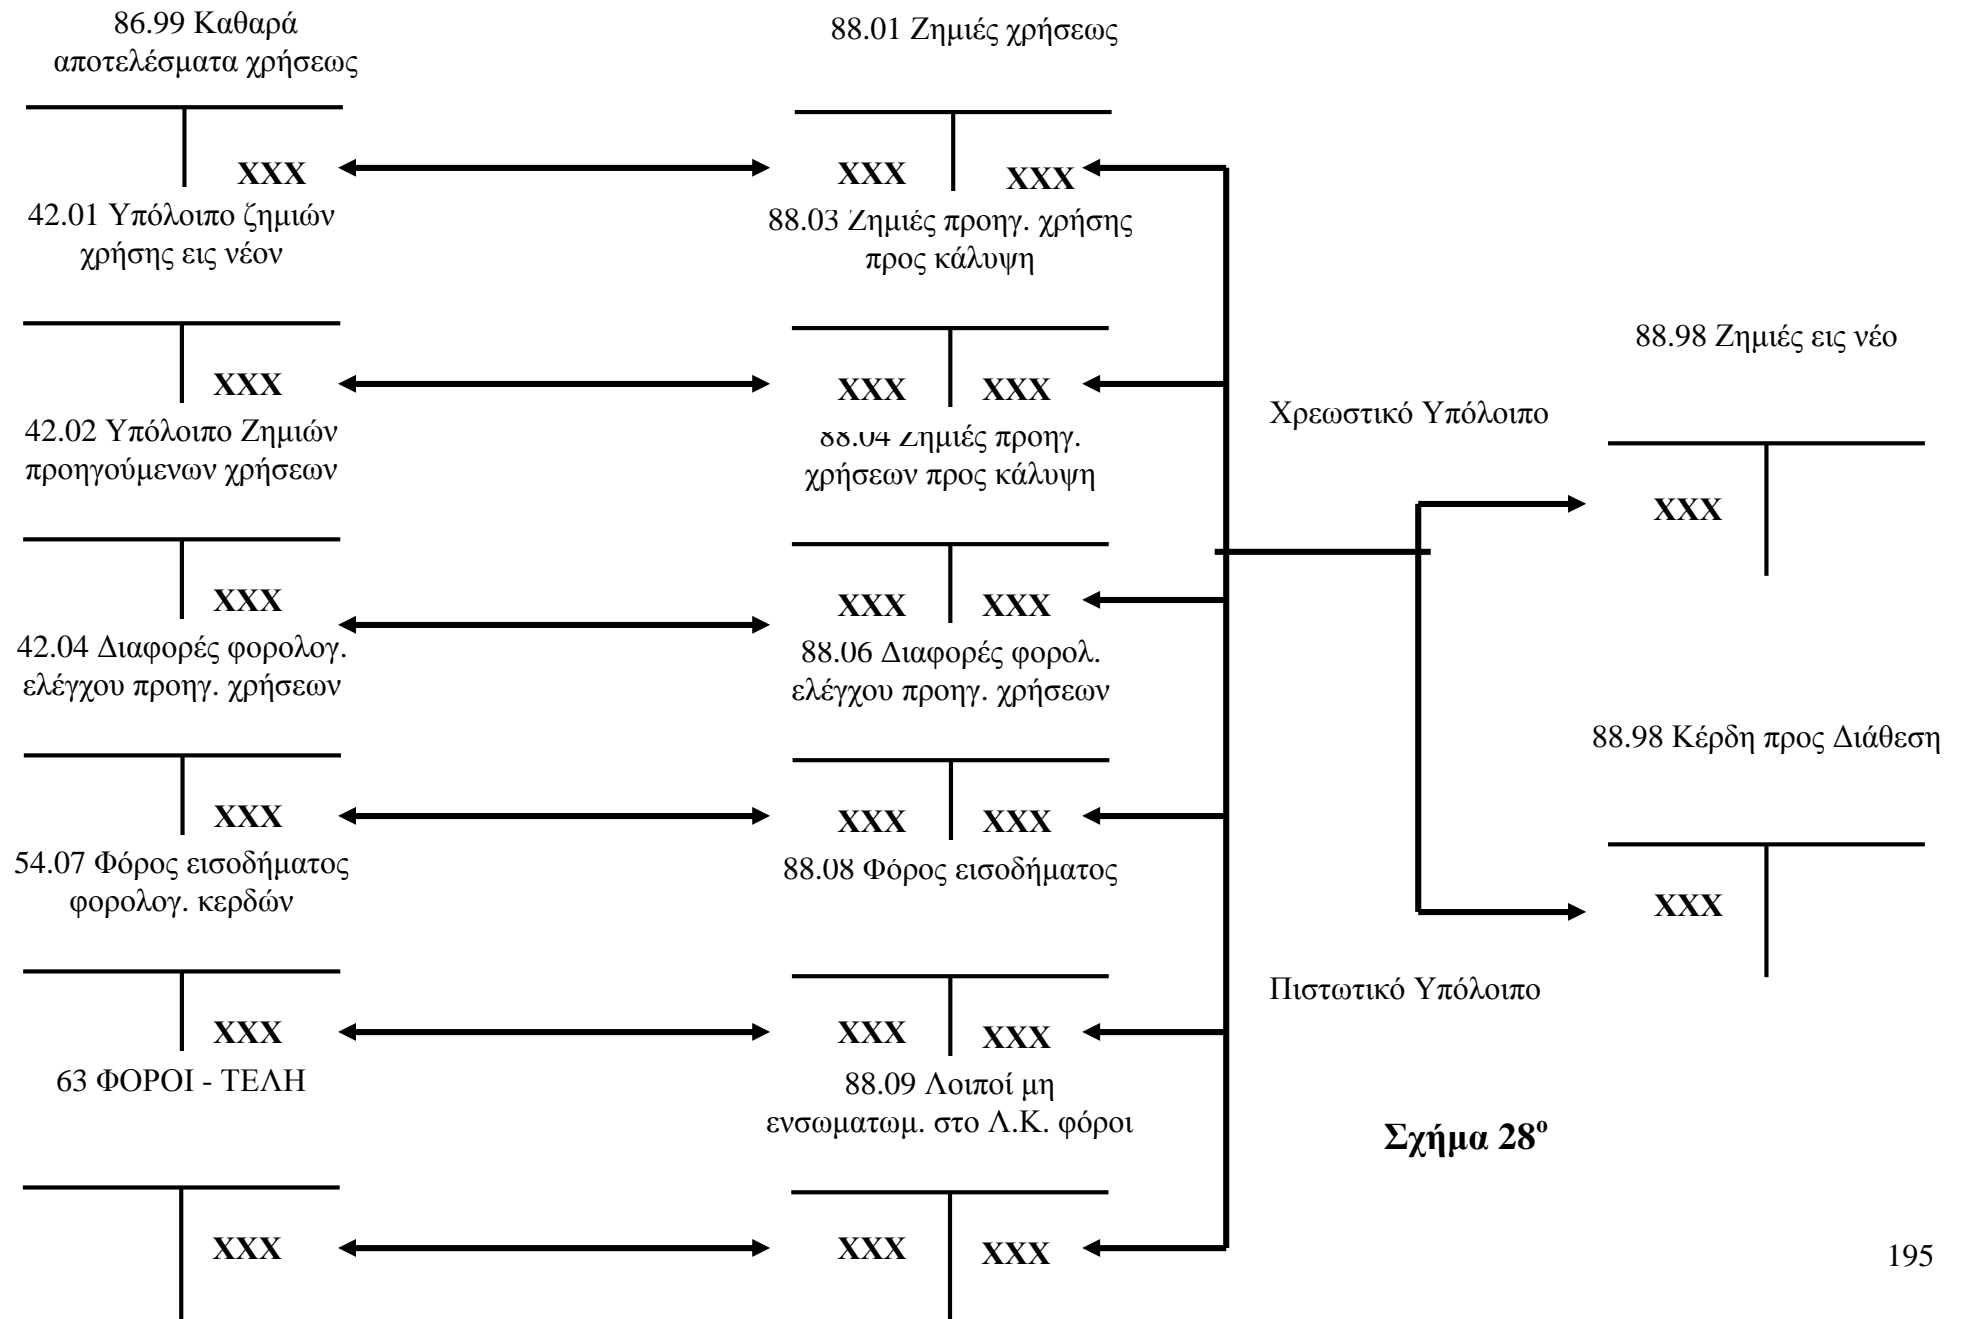 86.99 Καθαρά
αποτελέσματα χρήσεως
88.01 Ζημιές χρήσεως
XXX
XXX
XXX
42.01 Υπόλοιπο ζημιών
χρήσης εις νέον
88.03 Ζημιές προηγ. χρήσης
προς κάλυψη
88.98 Ζημιές εις νέο
XXX
XXX
XXX
Χρεωστικό Υπόλοιπο
42.02 Υπόλοιπο Ζημιών
προηγούμενων χρήσεων
88.04 Ζημιές προηγ.
χρήσεων προς κάλυψη
XXX
XXX
XXX
XXX
42.04 Διαφορές φορολογ.
ελέγχου προηγ. χρήσεων
88.06 Διαφορές φορολ.
ελέγχου προηγ. χρήσεων
88.98 Κέρδη προς Διάθεση
XXX
XXX
XXX
54.07 Φόρος εισοδήματος
φορολογ. κερδών
88.08 Φόρος εισοδήματος
XXX
Πιστωτικό Υπόλοιπο
XXX
XXX
XXX
63 ΦΟΡΟΙ - ΤΕΛΗ
88.09 Λοιποί μη
ενσωματωμ. στο Λ.Κ. φόροι
Σχήμα 28ο
XXX
XXX
XXX
195